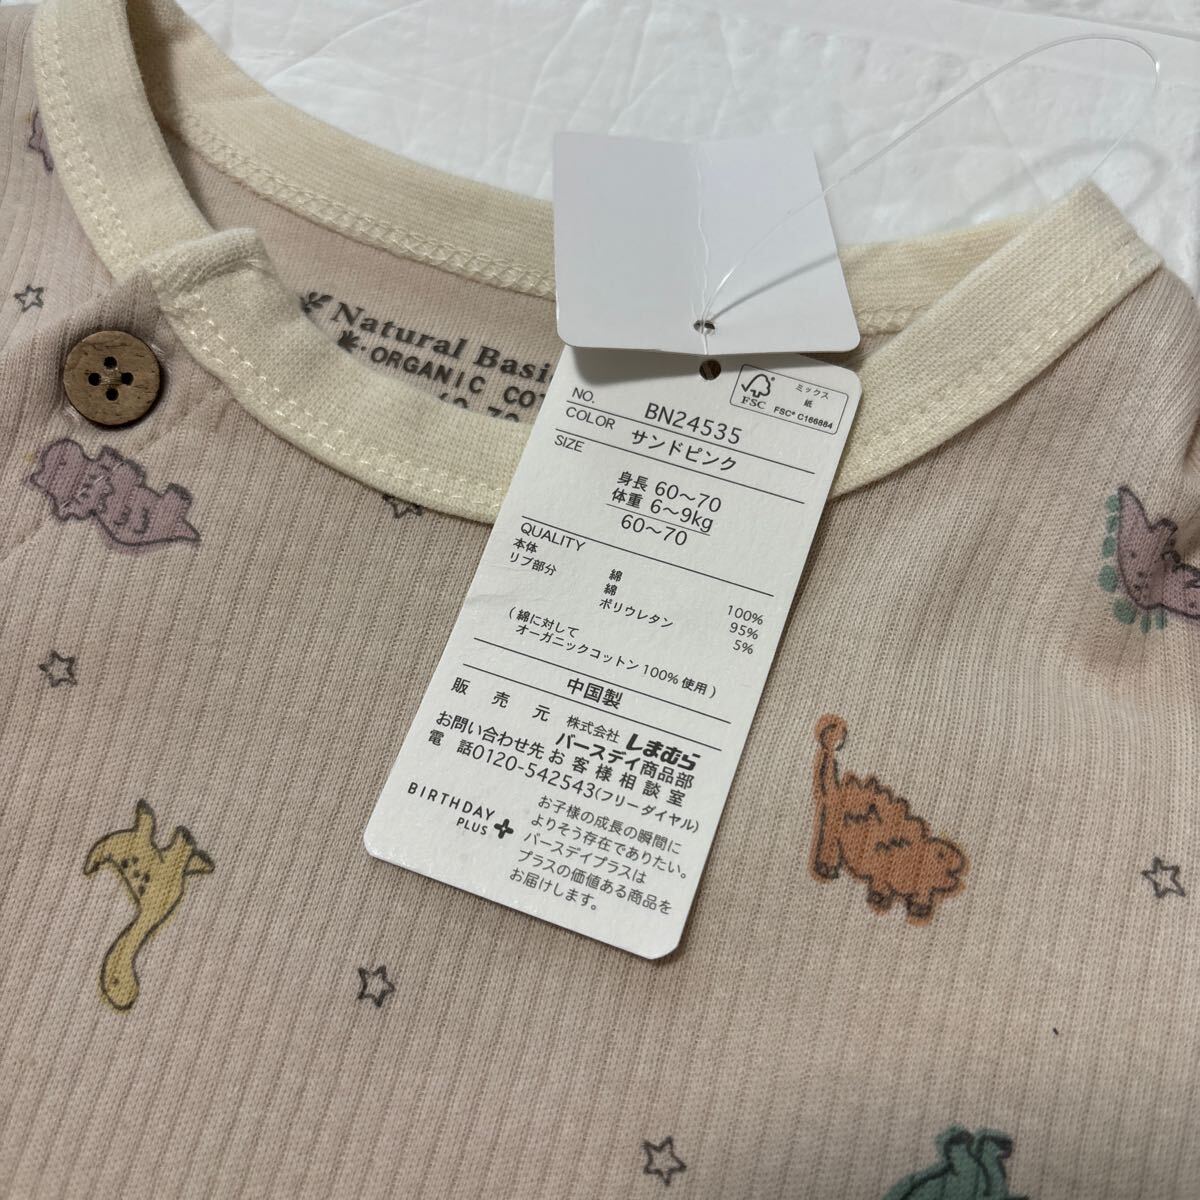 Natural Basi
ORGANIC CO
ミックス
紙
FSC
FSC® C166884
NO. BN24535
COLOR サンドピンク
SIZE
身長 60〜70
体重 6〜9kg
60〜70
QUALITY
本体 綿 100%
リブ部分 綿 95%
ポリウレタン 5%
(綿に対して
オーガニックコットン100%使用)
中国製
販売元 株式会社しまむら
バースデイ商品部
お問い合わせ先 お客様相談室
電話0120-542543(フリーダイヤル)
BIRTHDAY
PLUS
お子様の成長の瞬間に
よりそう存在でありたい。
バースデイプラスは
プラスの価値ある商品を
お届けします。